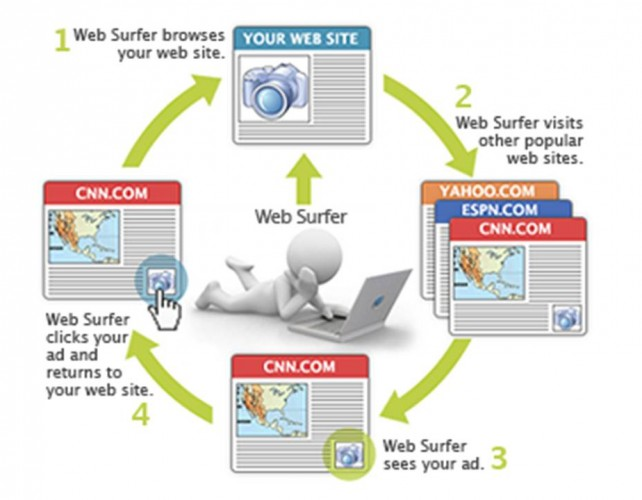 1 Web Surfer browses
your web site.
YOUR WEB SITE
2
Web Surfer visits
other popular
web sites.
YAHOO.COM
ESPN.COM
CNN.COM
CNN.COM
Web Surfer
Web Surfer
clicks your
ad and
returns to
your web site.
4
CNN.COM
Web Surfer
sees your ad. 3